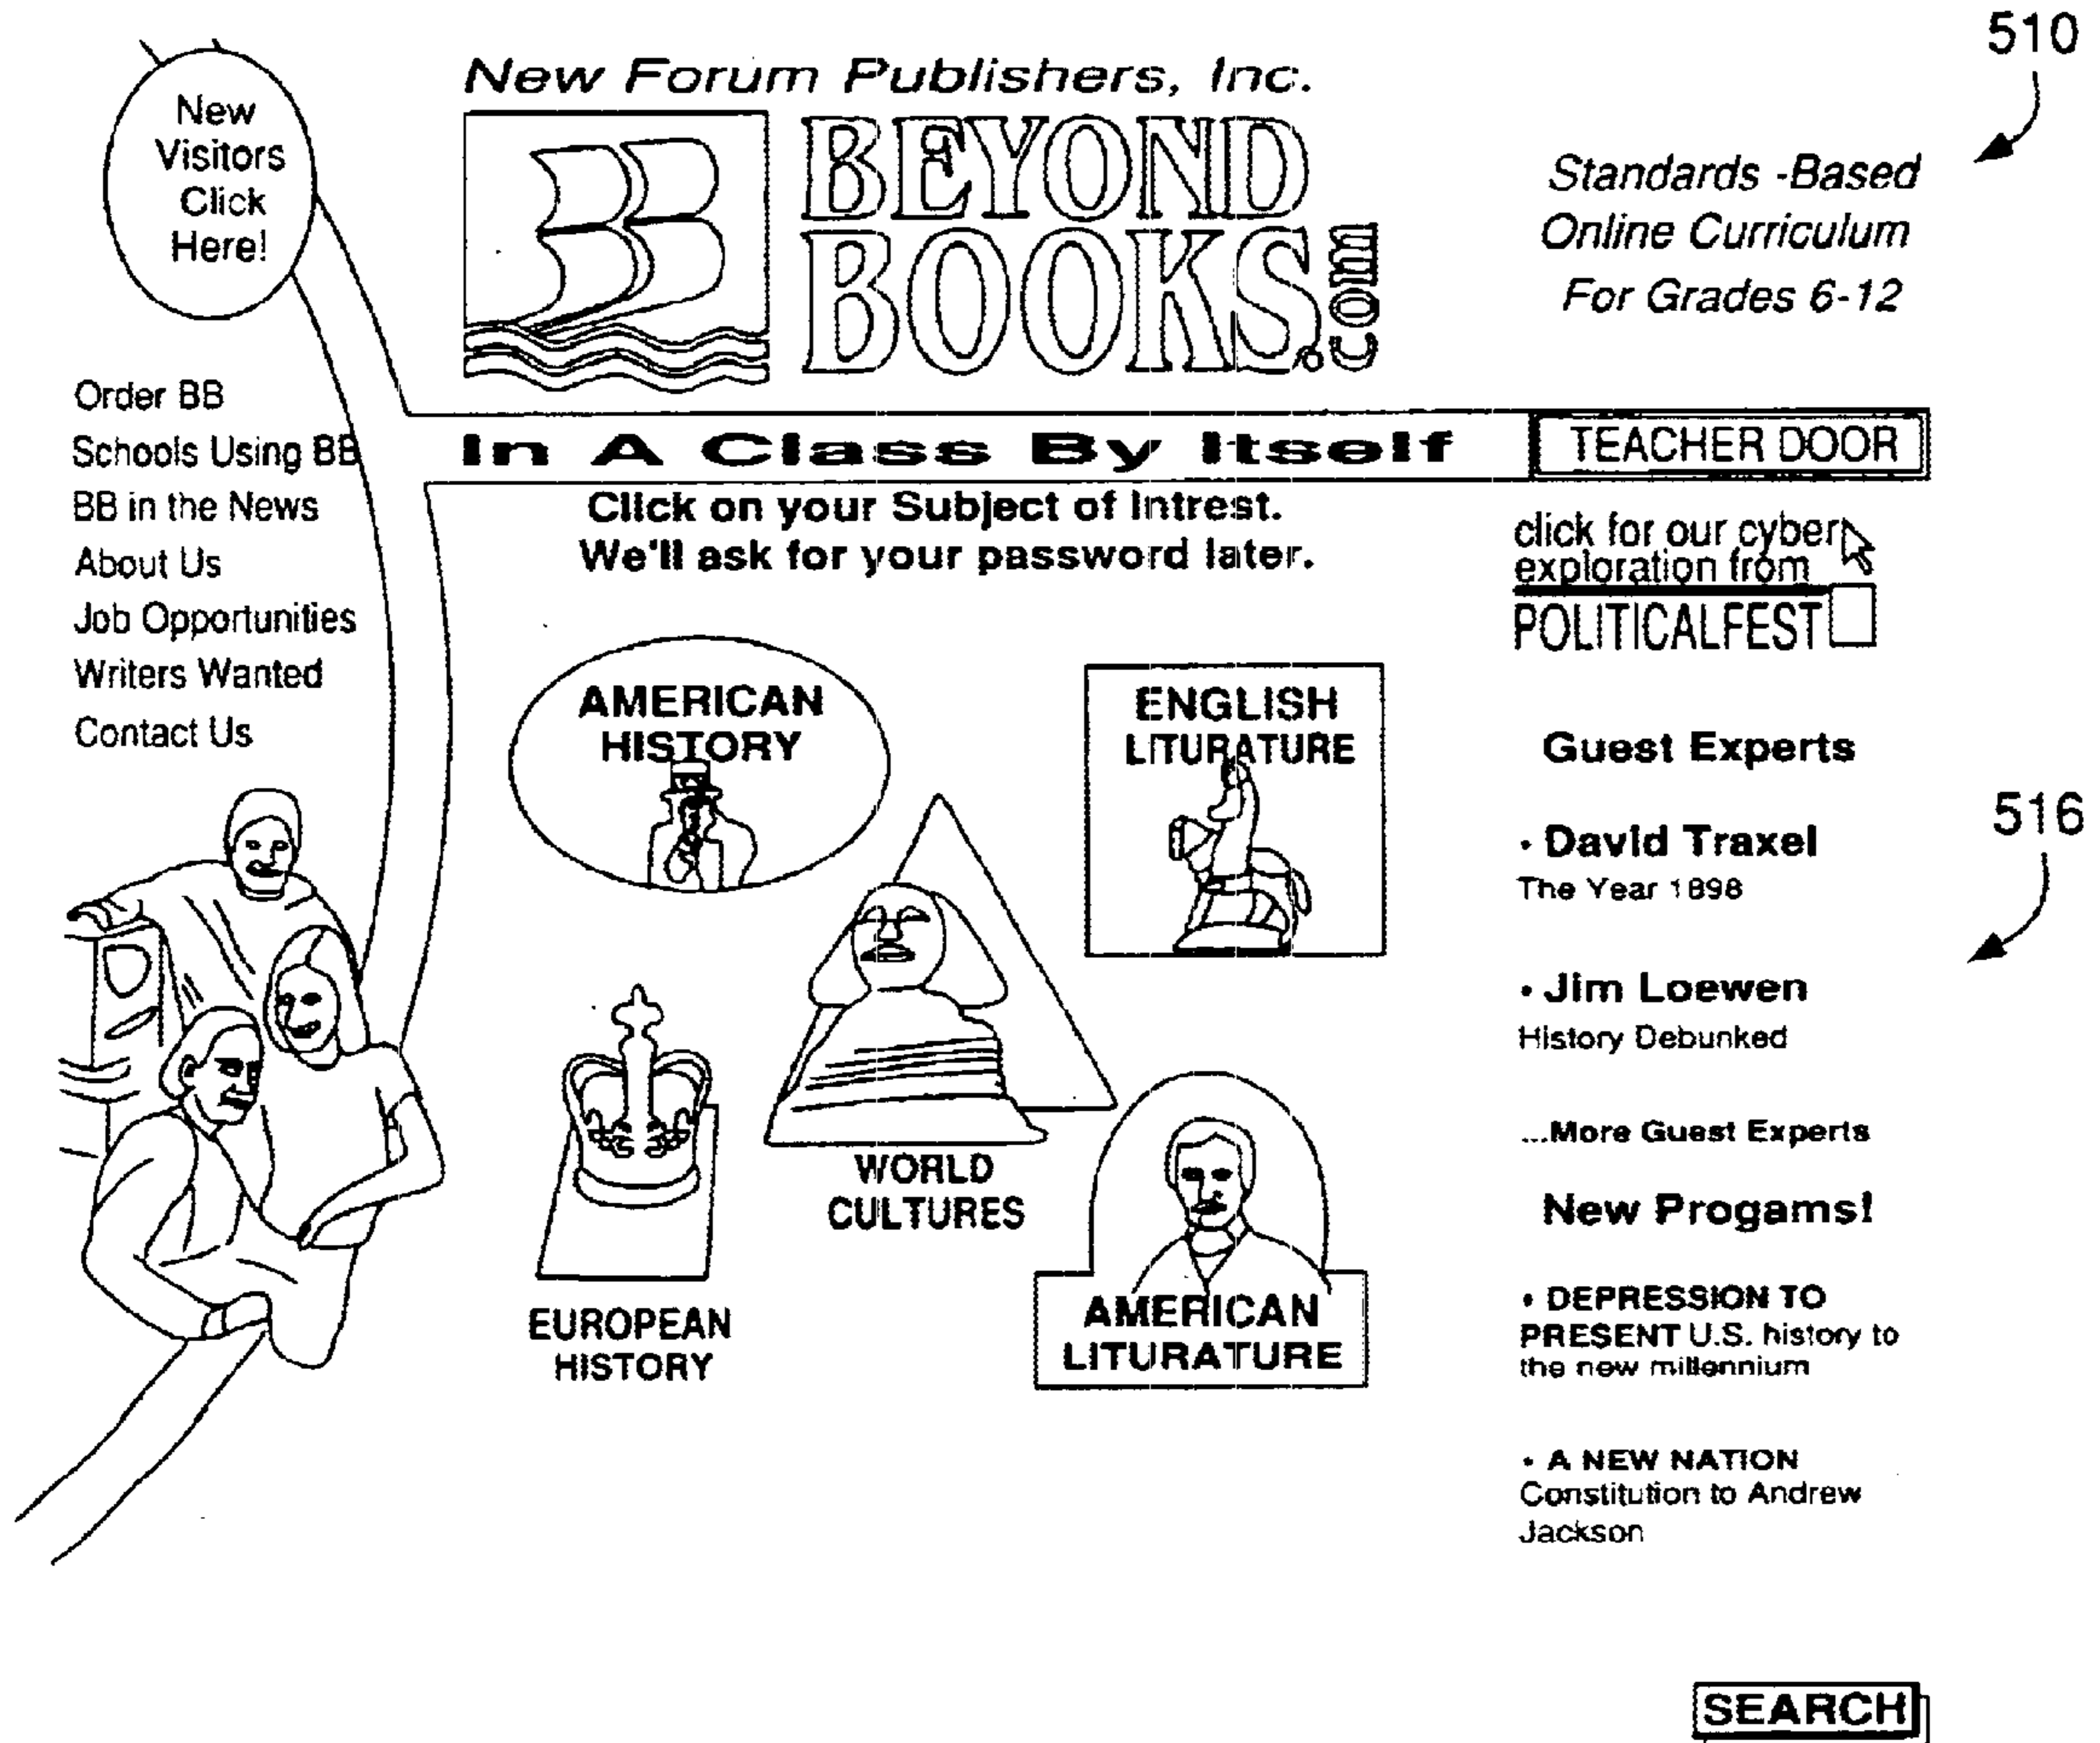 510
New
Visitors
Click
Here!
New Forum Publishers, Inc.
BEYOND
BOOKS.com
Standards -Based
Online Curriculum
For Grades 6-12
Order BB
Schools Using BB
BB in the News
About Us
Job Opportunities
Writers Wanted
Contact Us
In A Class By Itself
TEACHER DOOR
Click on your Subject of Intrest.
We'll ask for your password later.
click for our cyber
exploration from
POLITICALFEST
AMERICAN
HISTORY
ENGLISH
LITURATURE
WORLD
CULTURES
EUROPEAN
HISTORY
AMERICAN
LITURATURE
Guest Experts
516
• David Traxel
The Year 1898
• Jim Loewen
History Debunked
...More Guest Experts
New Progams!
• DEPRESSION TO
PRESENT U.S. history to
the new millennium
• A NEW NATION
Constitution to Andrew
Jackson
SEARCH